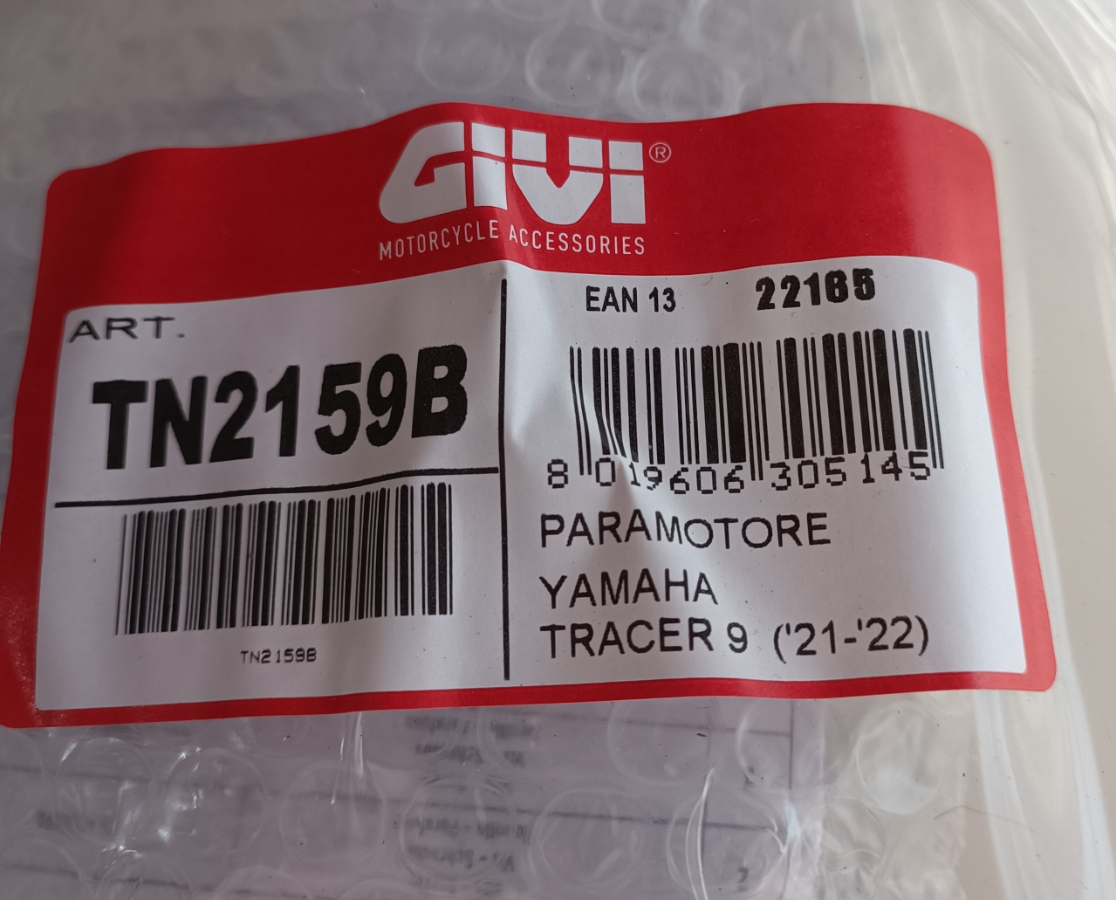 GIVI®
MOTORCYCLE ACCESSORIES
ART.
TN2159B
TN2159B
EAN 13 22165
8 019606 305145
PARAMOTORE
YAMAHA
TRACER 9 ('21-'22)